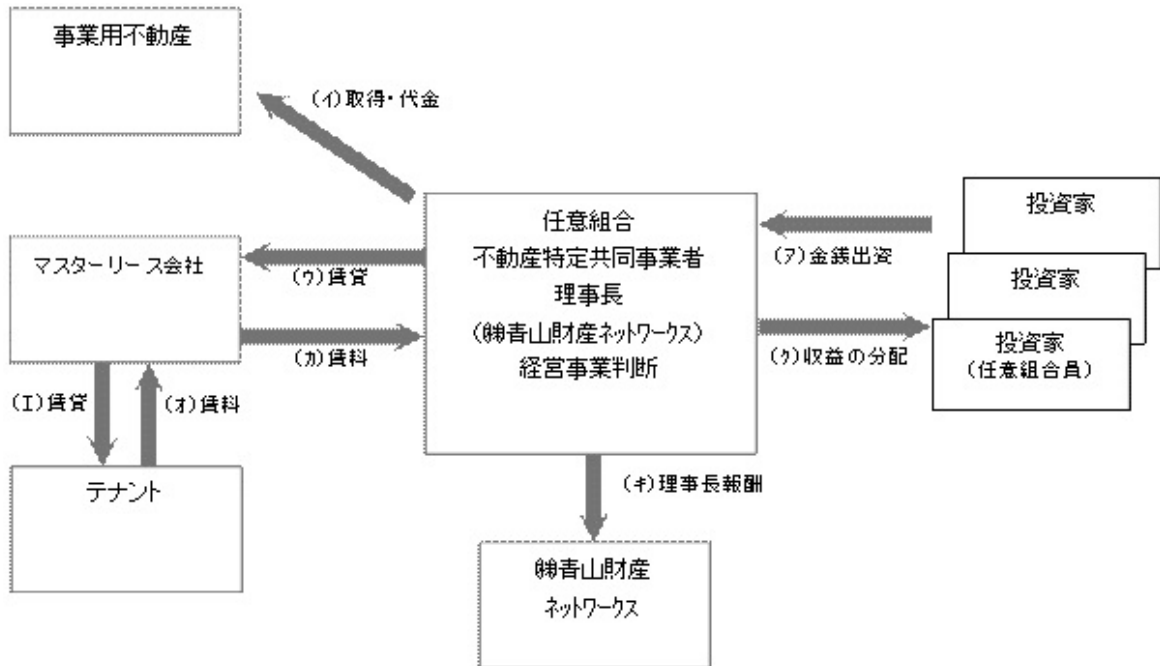 事業用不動産
(イ)取得・代金
任意組合
不動産特定共同事業者
理事長
(㈱青山財産ネットワークス)
経営事業判断
投資家
投資家
投資家
(任意組合員)
(ア)金銭出資
(ク)収益の分配
マスターリース会社
(ウ)賃貸
(カ)賃料
(エ)賃貸
(オ)賃料
テナント
(キ)理事長報酬
㈱青山財産
ネットワークス